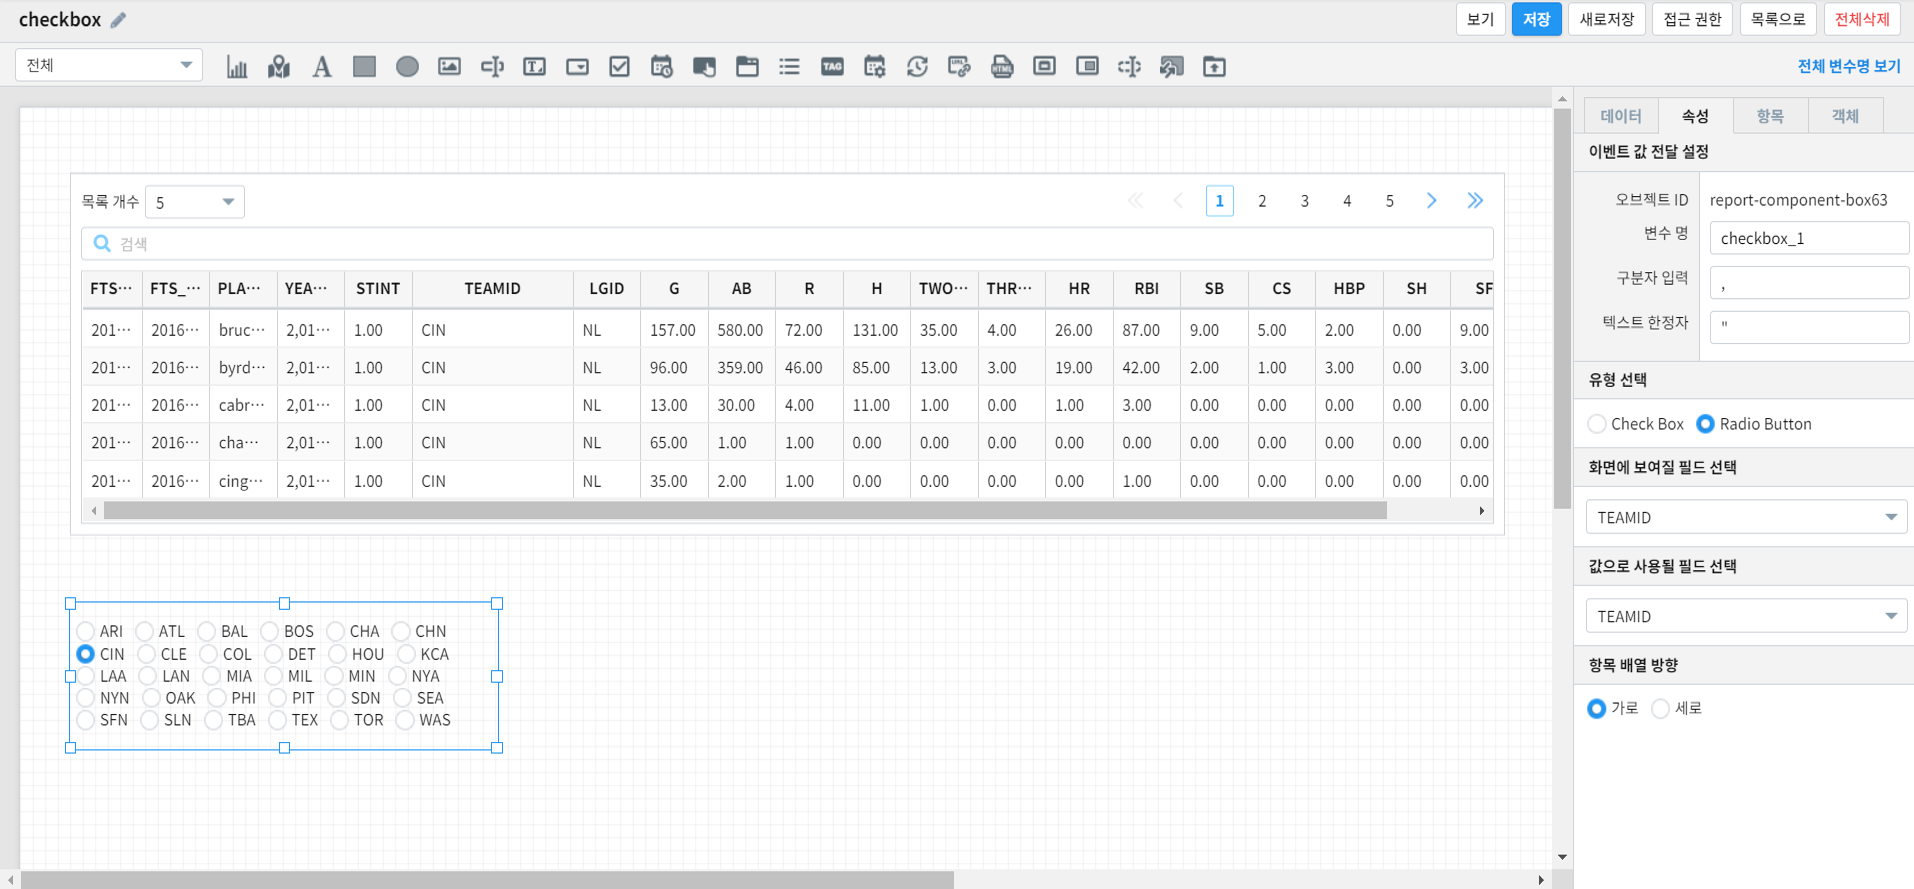 checkbox 보기 저장 새로저장 접근 권한 목록으로 전체삭제
전체 A T TAG URL HTML 전체 변수명 보기
데이터 속성 항목 객체
이벤트 값 전달 설정
오브젝트 ID report-component-box63
변수 명 checkbox_1
구분자 입력 ,
텍스트 한정자 "
유형 선택
Check Box Radio Button
화면에 보여질 필드 선택
TEAMID
값으로 사용될 필드 선택
TEAMID
항목 배열 방향
가로 세로
목록 개수 5 1 2 3 4 5
검색
FTS… FTS_… PLA… YEA… STINT TEAMID LGID G AB R H TWO… THR… HR RBI SB CS HBP SH SF
201… 2016… bruc… 2,01… 1.00 CIN NL 157.00 580.00 72.00 131.00 35.00 4.00 26.00 87.00 9.00 5.00 2.00 0.00 9.00
201… 2016… byrd… 2,01… 1.00 CIN NL 96.00 359.00 46.00 85.00 13.00 3.00 19.00 42.00 2.00 1.00 3.00 0.00 3.00
201… 2016… cabr… 2,01… 1.00 CIN NL 13.00 30.00 4.00 11.00 1.00 0.00 1.00 3.00 0.00 0.00 0.00 0.00 0.00
201… 2016… cha… 2,01… 1.00 CIN NL 65.00 1.00 1.00 0.00 0.00 0.00 0.00 0.00 0.00 0.00 0.00 0.00 0.00
201… 2016… cing… 2,01… 1.00 CIN NL 35.00 2.00 1.00 0.00 0.00 0.00 0.00 1.00 0.00 0.00 0.00 0.00 0.00
ARI ATL BAL BOS CHA CHN
CIN CLE COL DET HOU KCA
LAA LAN MIA MIL MIN NYA
NYN OAK PHI PIT SDN SEA
SFN SLN TBA TEX TOR WAS